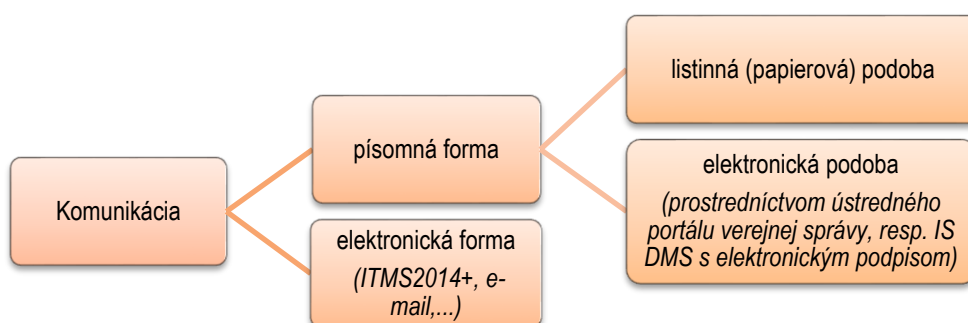 Komunikácia
písomná forma
elektronická forma
(ITMS2014+, e-
mail,...)
listinná (papierová) podoba
elektronická podoba
(prostredníctvom ústredného
portálu verejnej správy, resp. IS
DMS s elektronickým podpisom)